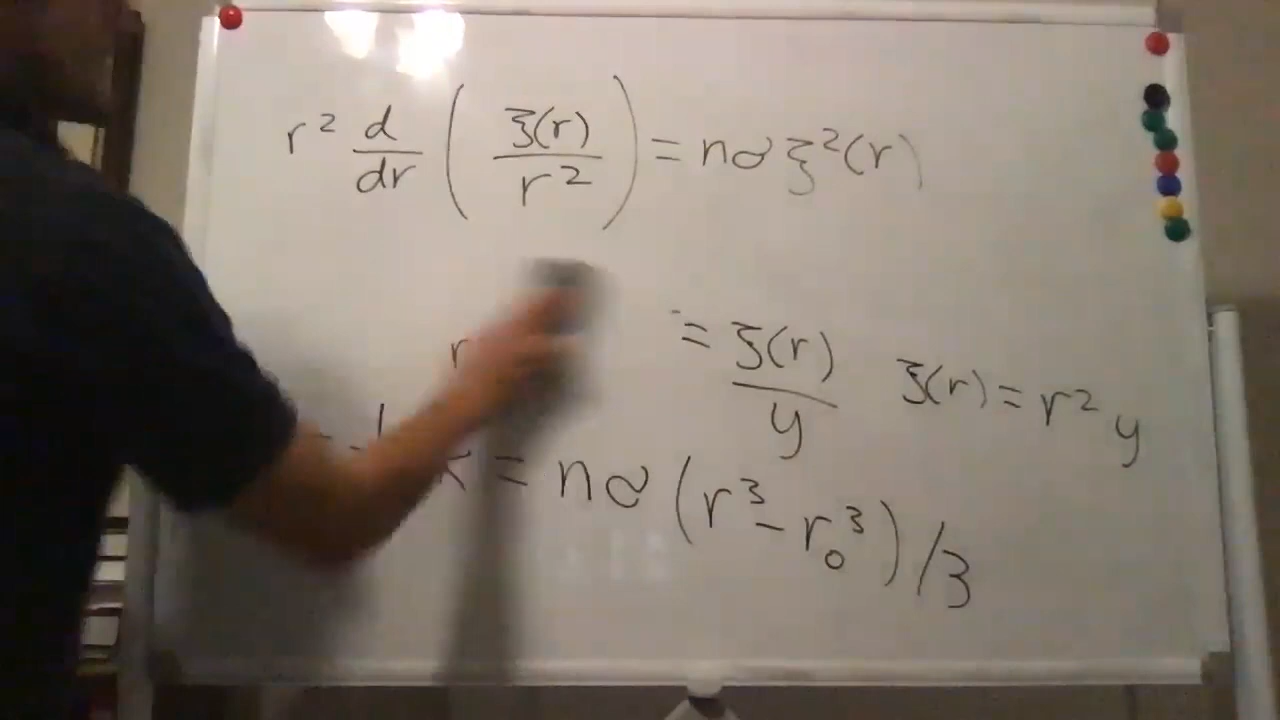 r² d/dr ( ξ(r)/r² ) = nσ ξ²(r)
r = ξ(r)/y ξ(r) = r² y
= nσ (r³ - r₀³)/3